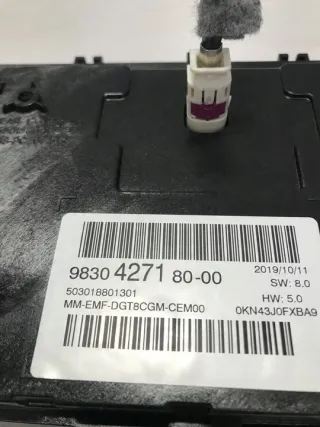 9830 4271 80-00
2019/10/11
SW: 8.0
503018801301
HW: 5.0
MM-EMF-DGT8CGM-CEM00
0KN43J0FXBA9